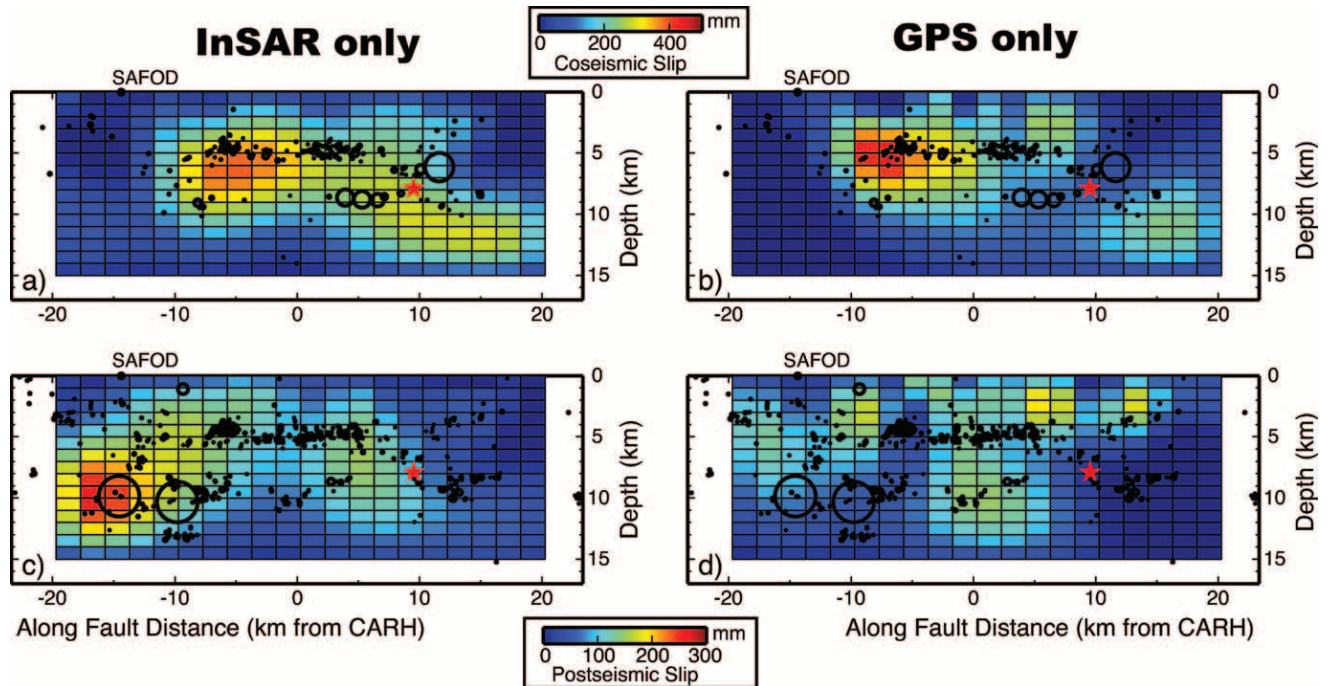 InSAR only
GPS only
0 200 400 mm
Coseismic Slip
SAFOD
SAFOD
0
5
10
15
Depth (km)
0
5
10
15
Depth (km)
a)
b)
-20 -10 0 10 20
-20 -10 0 10 20
SAFOD
SAFOD
0
5
10
15
Depth (km)
0
5
10
15
Depth (km)
c)
d)
-20 -10 0 10 20
-20 -10 0 10 20
Along Fault Distance (km from CARH)
Along Fault Distance (km from CARH)
mm
0 100 200 300
Postseismic Slip